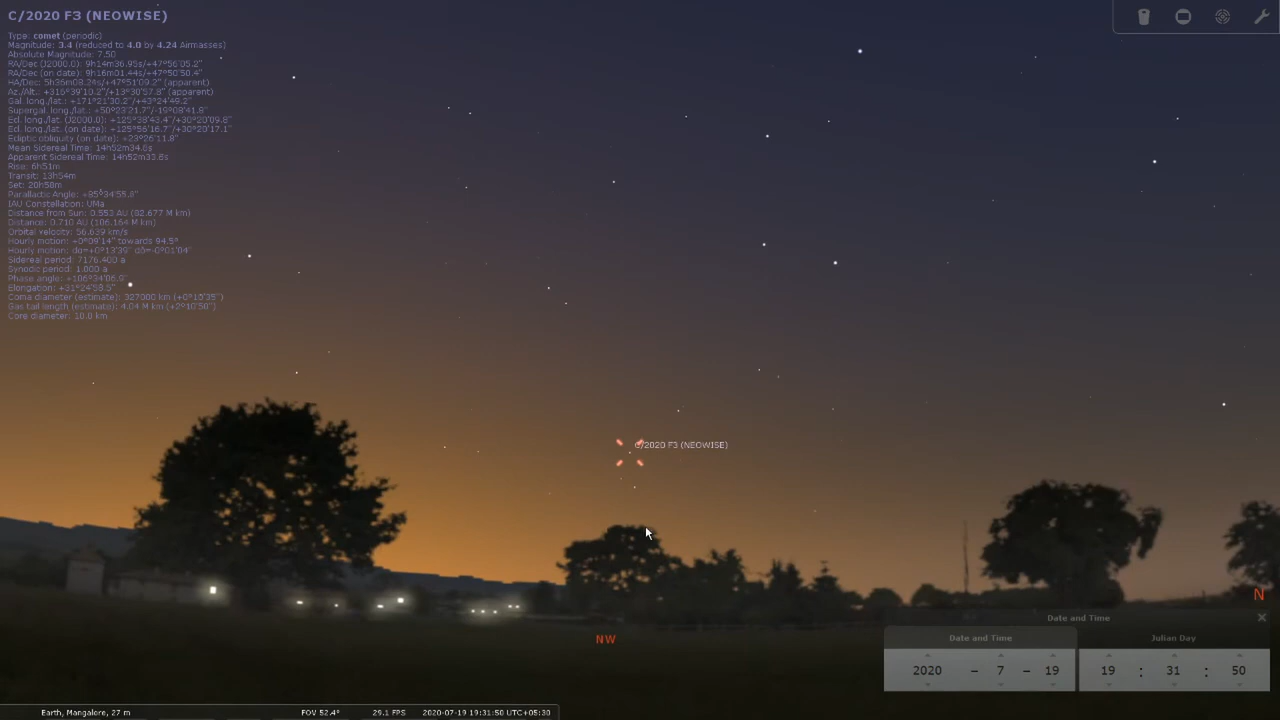 C/2020 F3 (NEOWISE)
Type: comet (periodic)
Magnitude: 3.4 (reduced to 4.0 by 4.24 Airmasses)
Absolute Magnitude: 7.50
RA/Dec (J2000.0): 9h14m36.95s/+47°56'05.2"
RA/Dec (on date): 9h16m01.44s/+47°50'50.4"
HA/Dec: 5h36m08.24s/+47°51'09.2" (apparent)
Az./Alt.: +316°39'10.2"/+13°30'57.8" (apparent)
Gal. long./lat.: +171°21'30.2"/+43°24'49.2"
Supergal. long./lat.: +50°23'21.7"/-19°08'41.8"
Ecl. long./lat. (J2000.0): +125°38'43.4"/+30°20'09.8"
Ecl. long./lat. (on date): +125°56'16.7"/+30°20'17.1"
Ecliptic obliquity (on date): +23°26'11.8"
Mean Sidereal Time: 14h52m34.8s
Apparent Sidereal Time: 14h52m33.8s
Rise: 6h51m
Transit: 13h54m
Set: 20h58m
Parallactic Angle: +85°34'55.8"
IAU Constellation: UMa
Distance from Sun: 0.553 AU (82.677 M km)
Distance: 0.710 AU (106.164 M km)
Orbital velocity: 56.639 km/s
Hourly motion: +0°09'14" towards 94.5°
Hourly motion: dα=+0°13'39" dδ=-0°01'04"
Sidereal period: 7176.400 a
Synodic period: 1.000 a
Phase angle: +106°34'06.9"
Elongation: +31°24'58.5"
Coma diameter (estimate): 327000 km (+0°15'35")
Gas tail length (estimate): 4.04 M km (+2°10'50")
Core diameter: 10.0 km
C/2020 F3 (NEOWISE)
N
NW
Date and Time
Date and Time Julian Day
2020 – 7 – 19 19 : 31 : 50
Earth, Mangalore, 27 m FOV 52.4° 29.1 FPS 2020-07-19 19:31:50 UTC+05:30